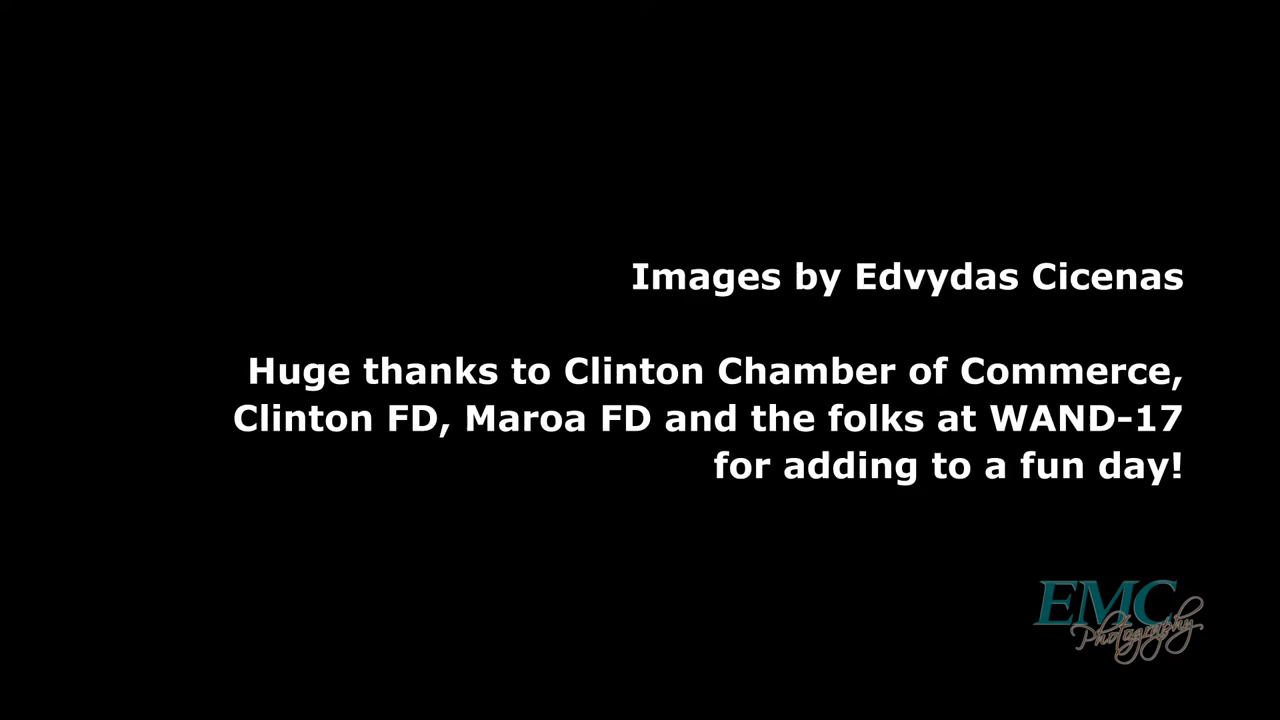 Images by Edvydas Cicenas
Huge thanks to Clinton Chamber of Commerce,
Clinton FD, Maroa FD and the folks at WAND-17
for adding to a fun day!
EMC
Photography